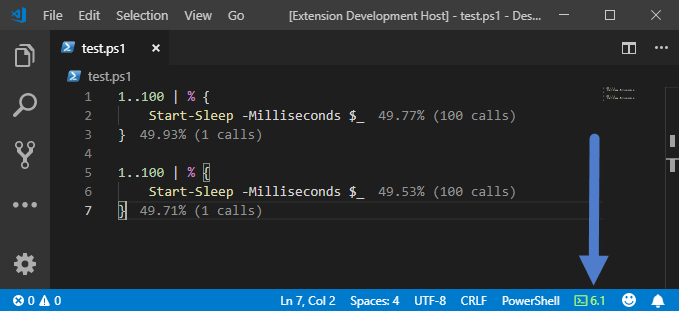 File Edit Selection View Go [Extension Development Host] - test.ps1 - Des...
test.ps1
test.ps1
1 1..100 | % {
2 Start-Sleep -Milliseconds $_ 49.77% (100 calls)
3 } 49.93% (1 calls)
4
5 1..100 | % {
6 Start-Sleep -Milliseconds $_ 49.53% (100 calls)
7 } 49.71% (1 calls)
0 0 Ln 7, Col 2 Spaces: 4 UTF-8 CRLF PowerShell 6.1